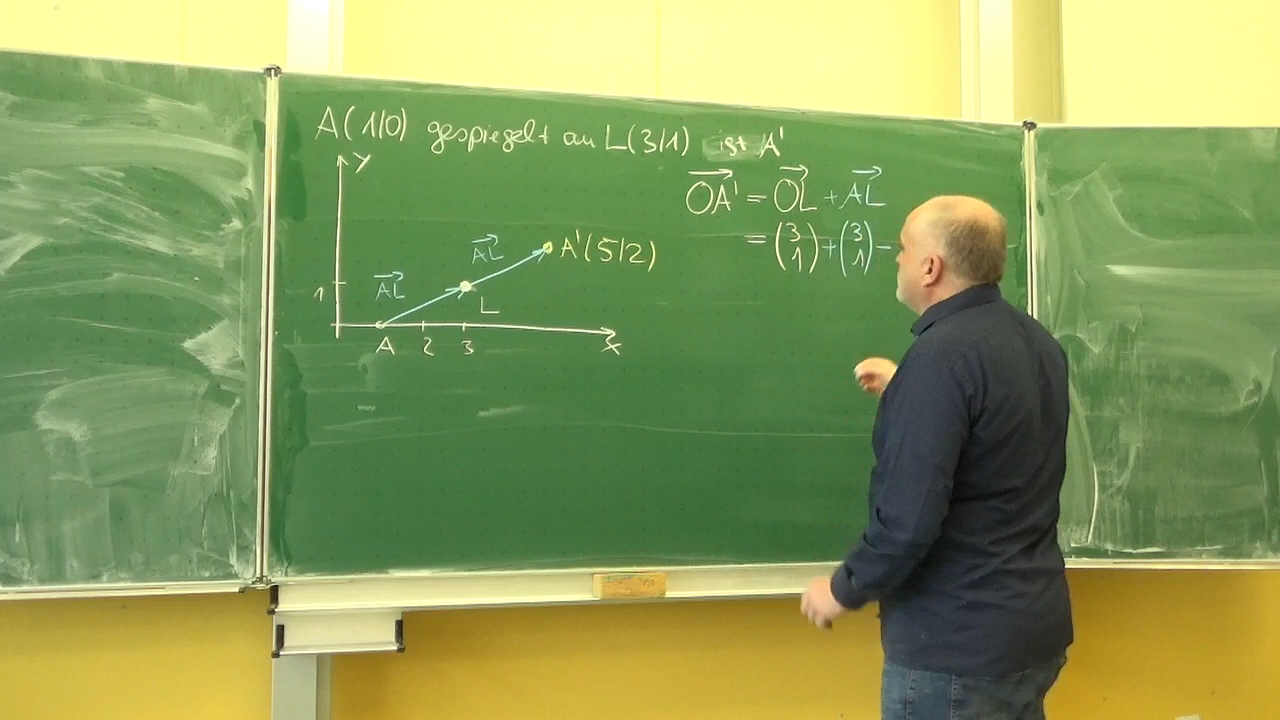 A(1/0) gespiegelt an L(3/1) ist A'
y
OA' = OL + AL
= (3 1) + (3 1) -
AL
A'(5/2)
AL
1
L
A 2 3 x